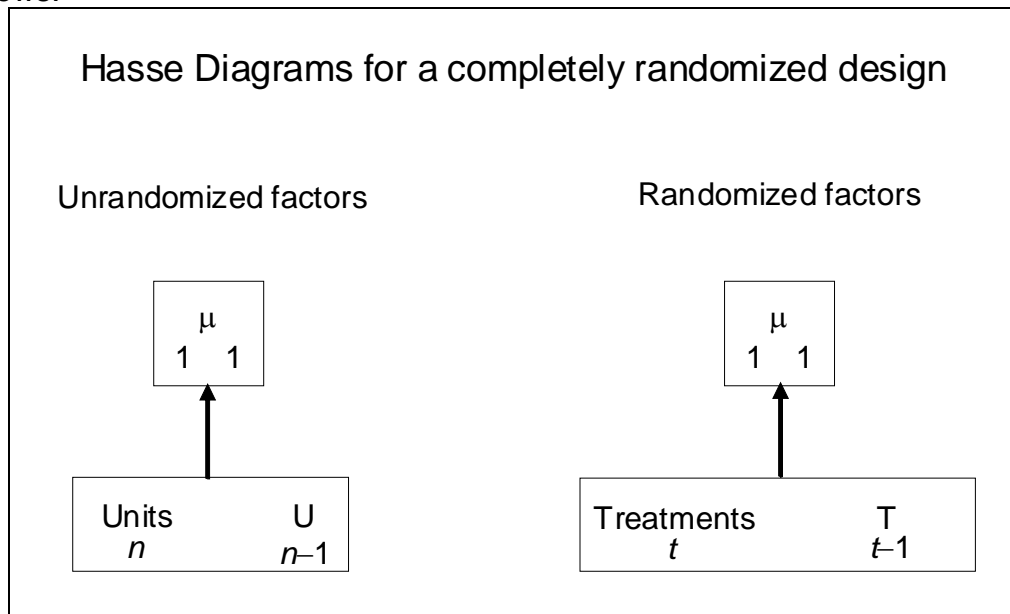 Hasse Diagrams for a completely randomized design
Unrandomized factors
Randomized factors
μ
1 1
μ
1 1
Units U
n n–1
Treatments T
t t–1